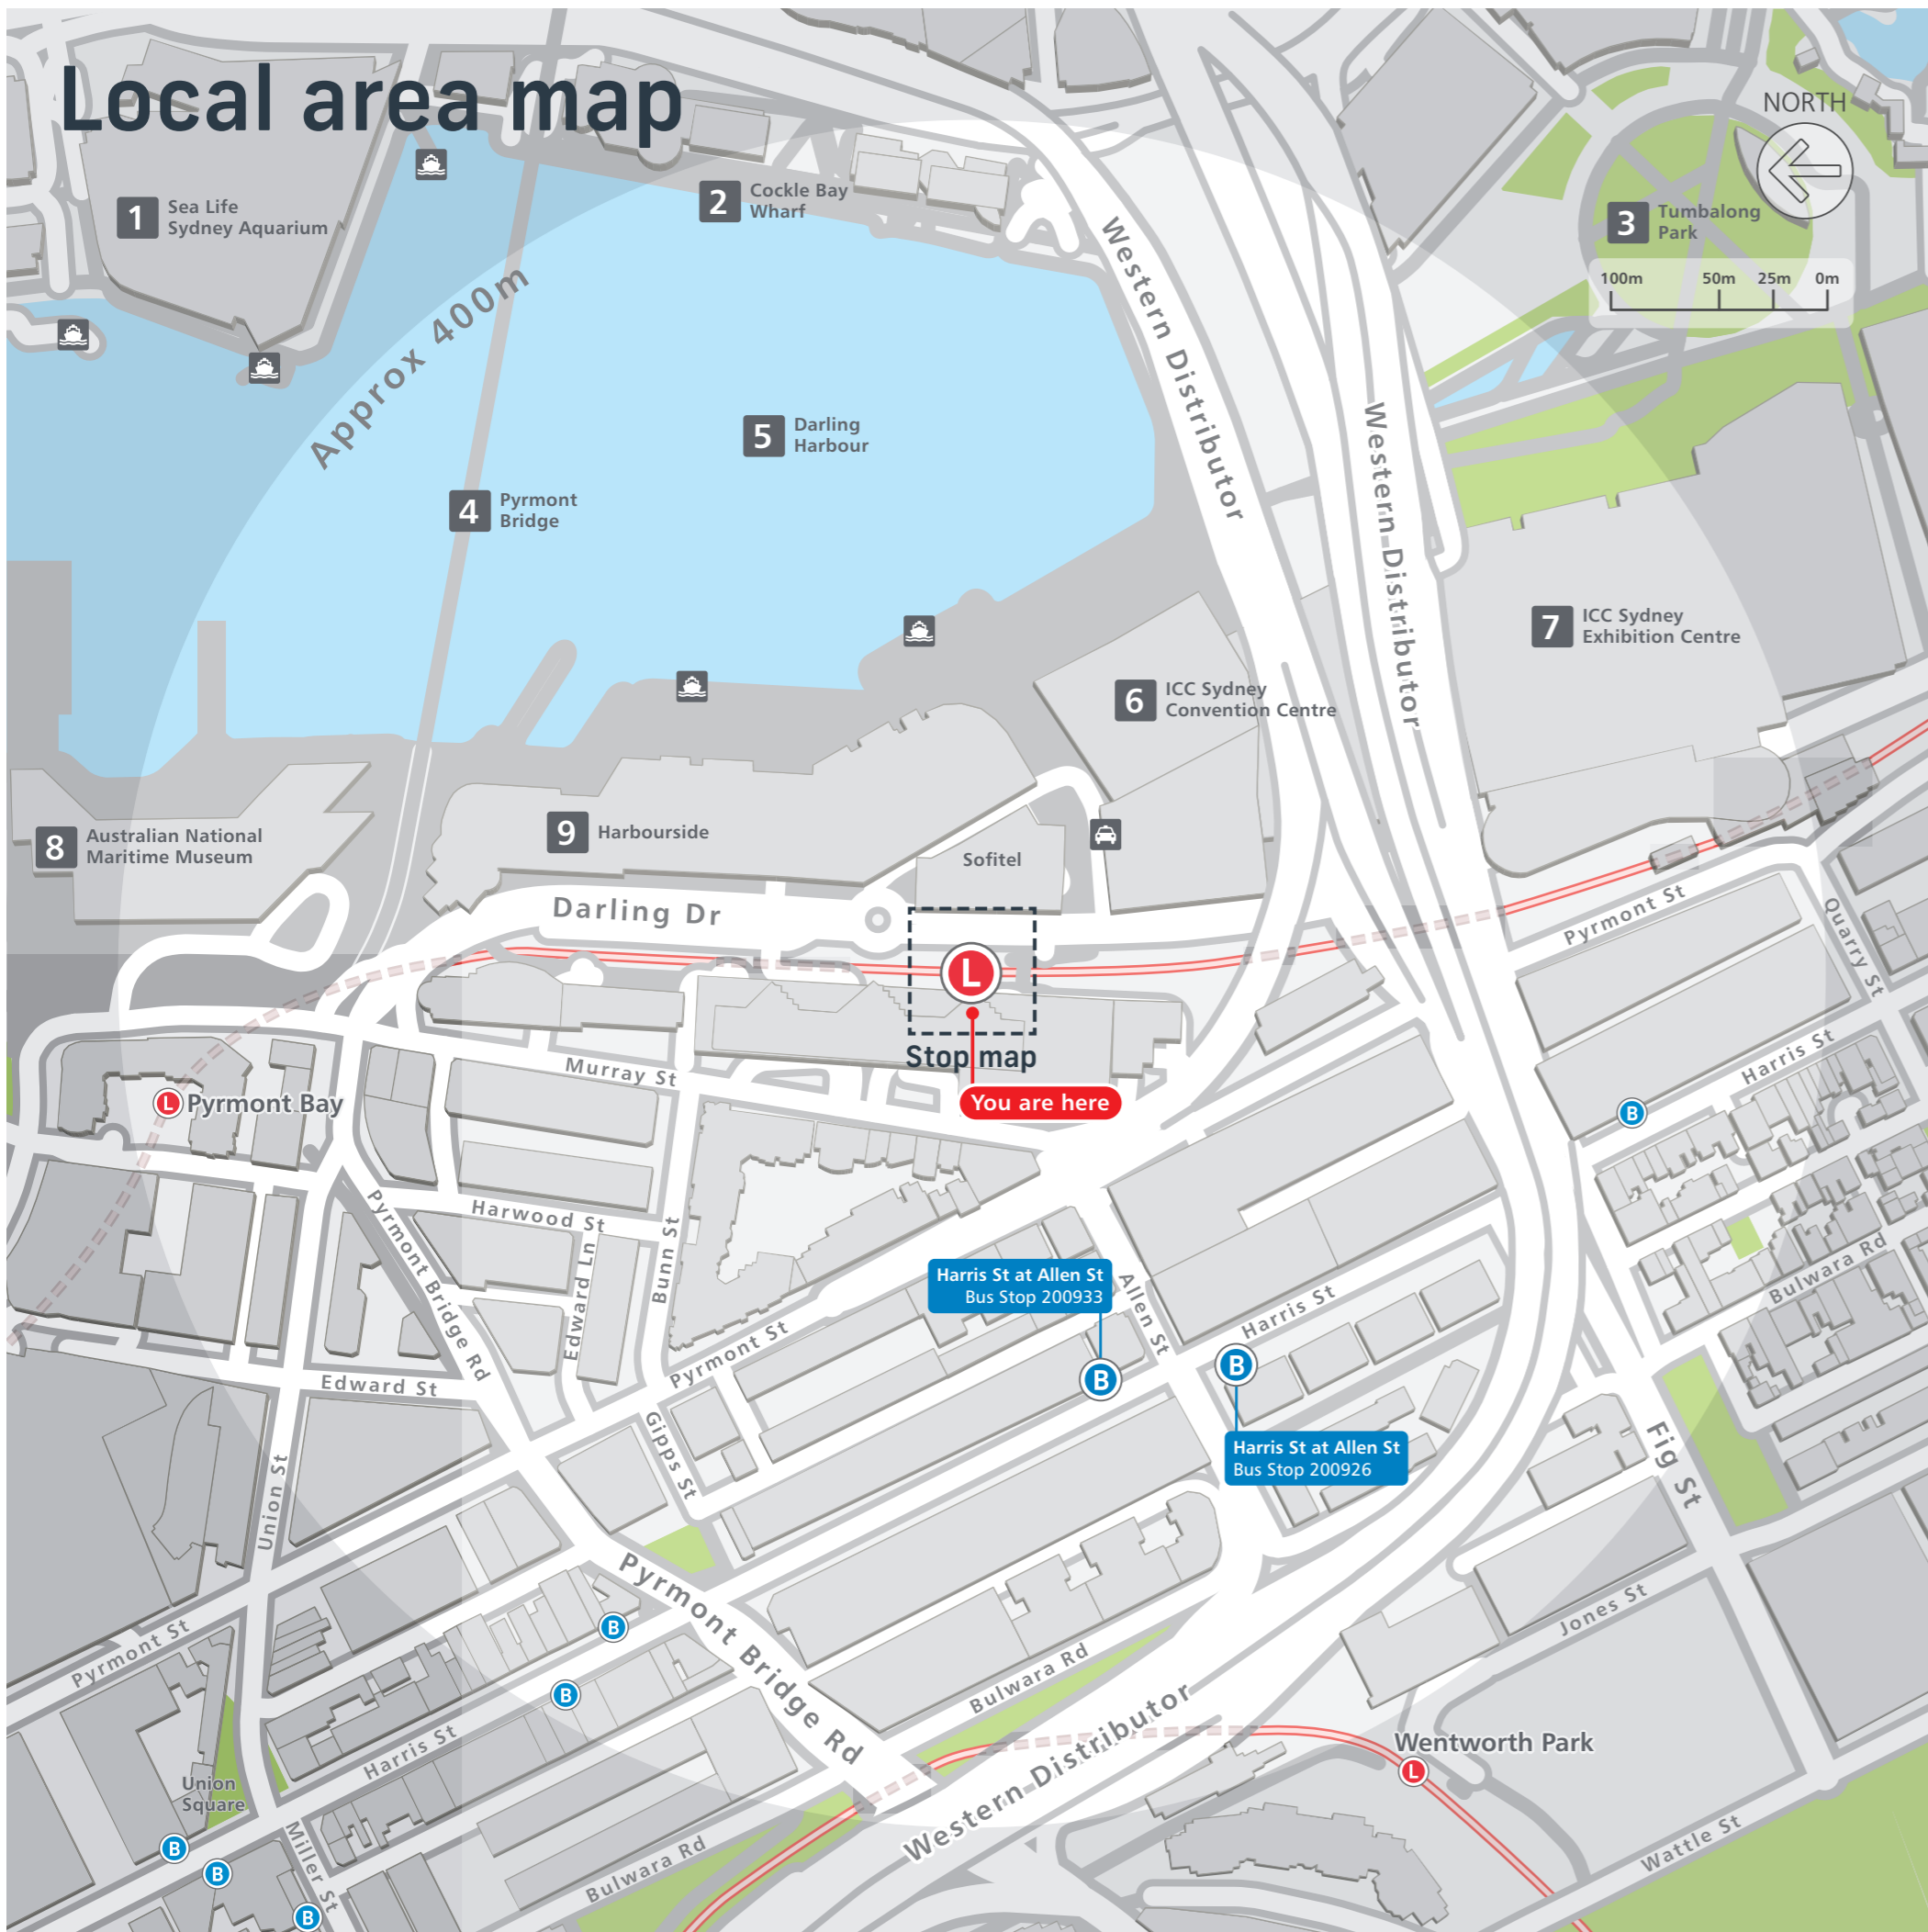 Local area map
NORTH
1
Sea Life
Sydney Aquarium
2
Cockle Bay
Wharf
3
Tumbalong
Park
100m 50m 25m 0m
Approx 400m
Western Distributor
Western Distributor
5
Darling
Harbour
4
Pyrmont
Bridge
7
ICC Sydney
Exhibition Centre
6
ICC Sydney
Convention Centre
8
Australian National
Maritime Museum
9
Harbourside
Sofitel
Darling Dr
Pyrmont St
Quarry St
L
Stop map
You are here
Murray St
L
Pyrmont Bay
Harris St
B
Pyrmont Bridge Rd
Harwood St
Edward Ln
Bunn St
Harris St at Allen St
Bus Stop 200933
Allen St
Harris St
Bulwara Rd
Pyrmont St
B
B
Edward St
Gipps St
Harris St at Allen St
Bus Stop 200926
Fig St
Union St
Pyrmont Bridge Rd
Jones St
Pyrmont St
B
B
Bulwara Rd
Harris St
Western Distributor
Wentworth Park
L
Union
Square
B
B
Miller St
B
Bulwara Rd
Wattle St